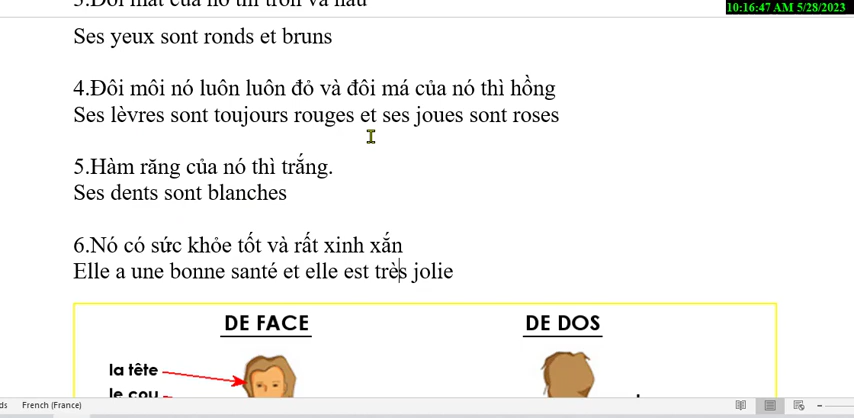 10:16:47 AM 5/28/2023
Ses yeux sont ronds et bruns
4.Đôi môi nó luôn luôn đỏ và đôi má của nó thì hồng
Ses lèvres sont toujours rouges et ses joues sont roses
5.Hàm răng của nó thì trắng.
Ses dents sont blanches
6.Nó có sức khỏe tốt và rất xinh xắn
Elle a une bonne santé et elle est très jolie
DE FACE DE DOS
la tête
le cou
French (France)